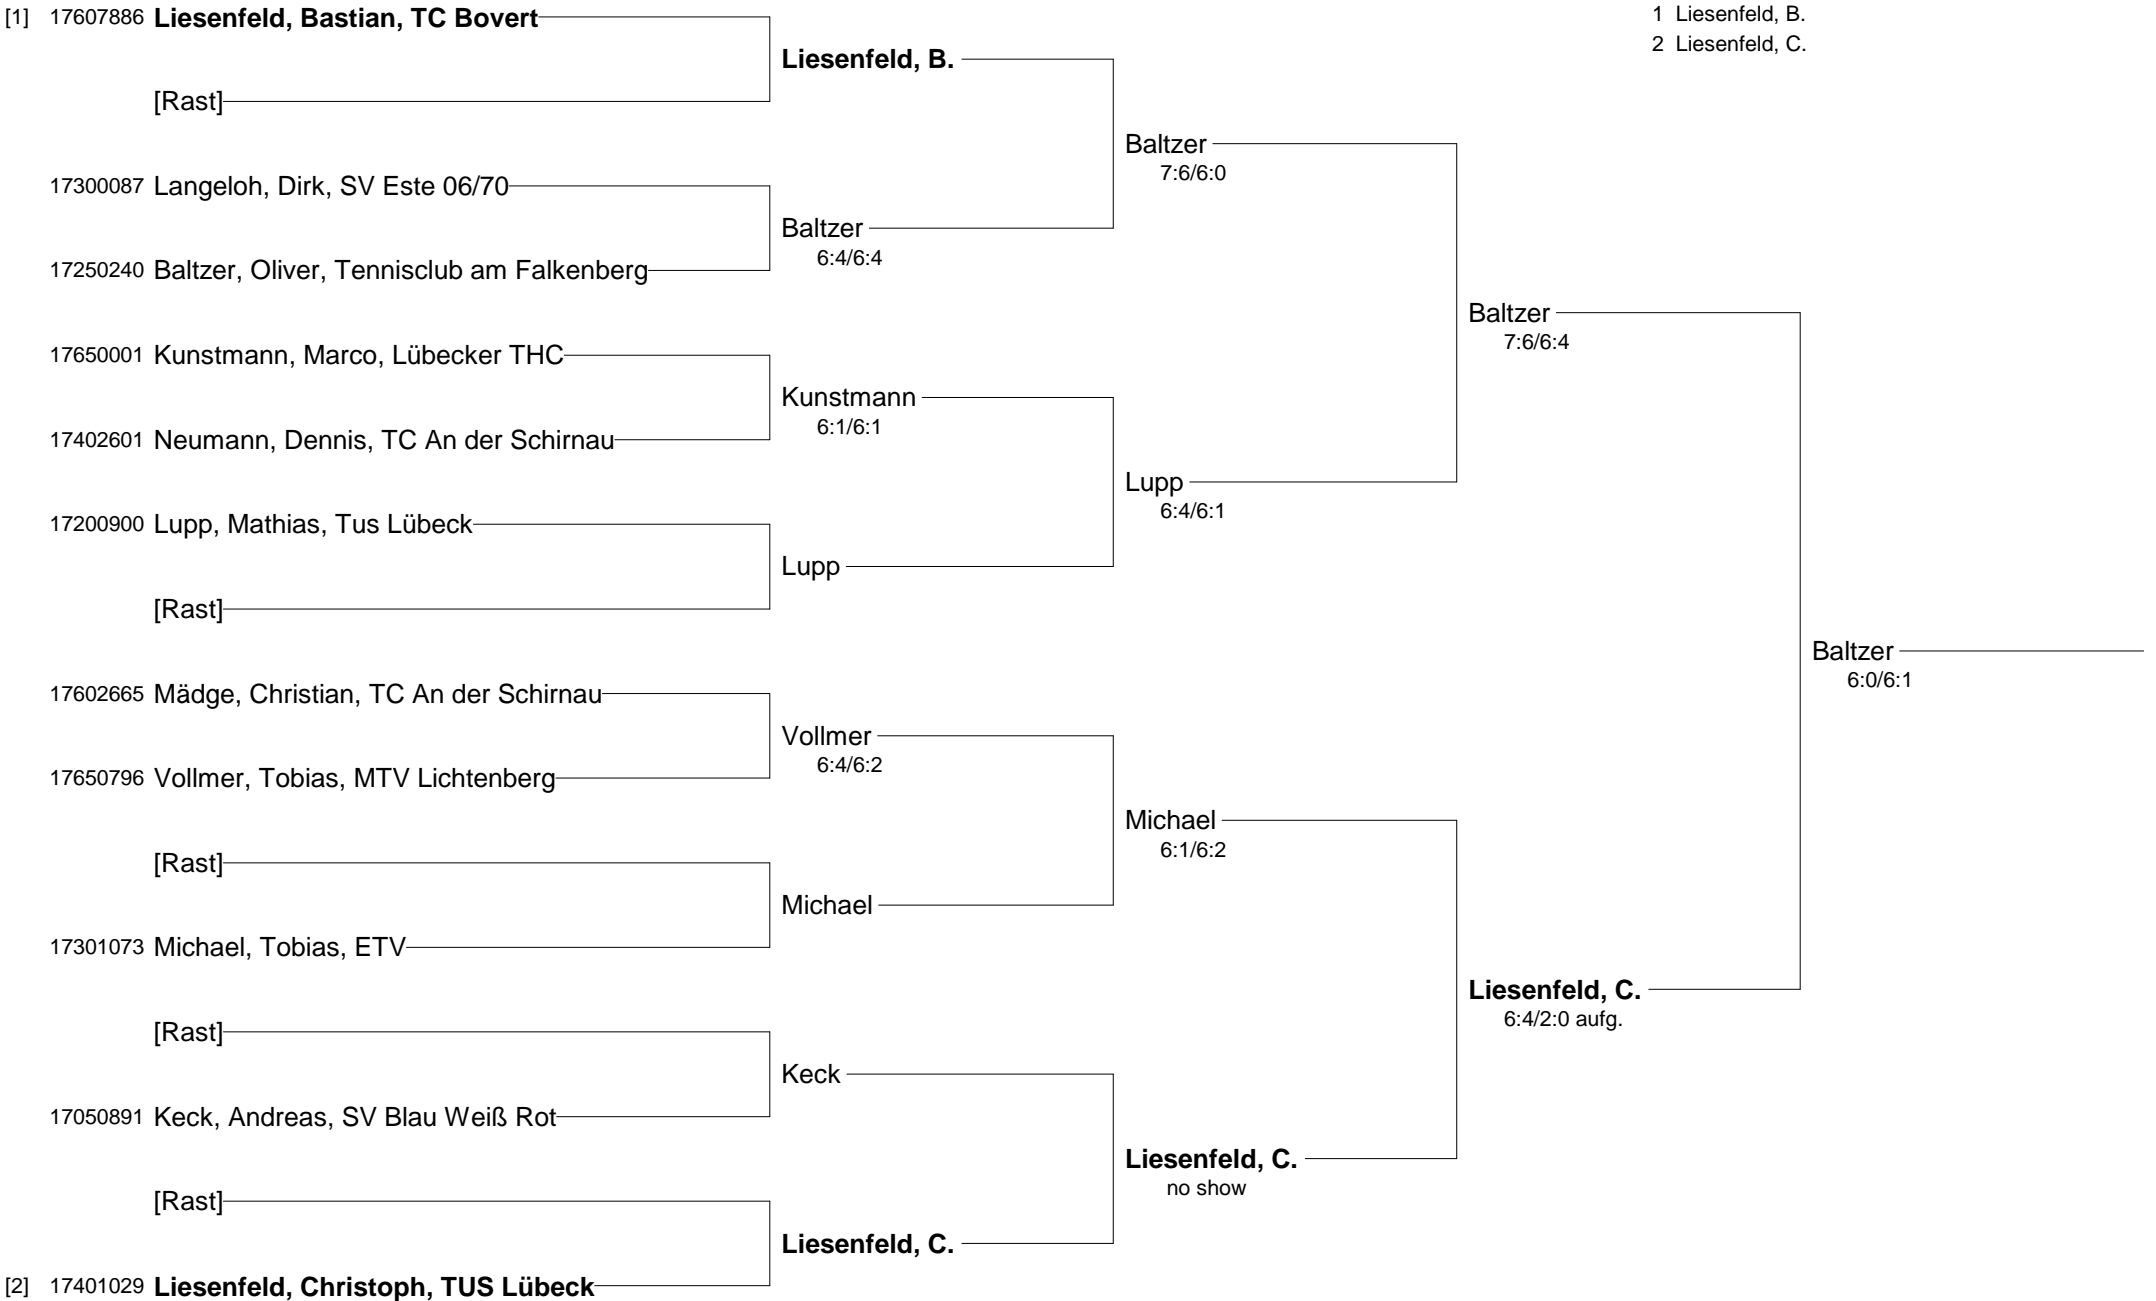 [1] 17607886 Liesenfeld, Bastian, TC Bovert
1 Liesenfeld, B.
2 Liesenfeld, C.
Liesenfeld, B.
[Rast]
Baltzer
7:6/6:0
17300087 Langeloh, Dirk, SV Este 06/70
Baltzer
6:4/6:4
17250240 Baltzer, Oliver, Tennisclub am Falkenberg
Baltzer
7:6/6:4
17650001 Kunstmann, Marco, Lübecker THC
Kunstmann
6:1/6:1
17402601 Neumann, Dennis, TC An der Schirnau
Lupp
6:4/6:1
17200900 Lupp, Mathias, Tus Lübeck
Lupp
[Rast]
Baltzer
6:0/6:1
17602665 Mädge, Christian, TC An der Schirnau
Vollmer
6:4/6:2
17650796 Vollmer, Tobias, MTV Lichtenberg
Michael
6:1/6:2
[Rast]
Michael
17301073 Michael, Tobias, ETV
Liesenfeld, C.
6:4/2:0 aufg.
[Rast]
Keck
17050891 Keck, Andreas, SV Blau Weiß Rot
Liesenfeld, C.
no show
[Rast]
Liesenfeld, C.
[2] 17401029 Liesenfeld, Christoph, TUS Lübeck